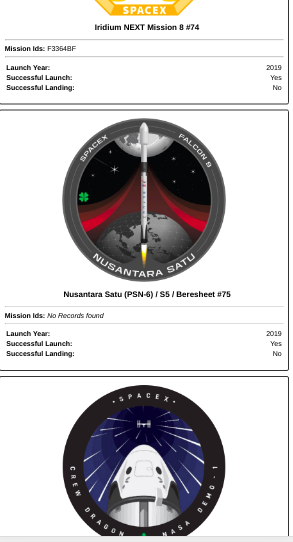 SPACEX
Iridium NEXT Mission 8 #74
Mission Ids: F3364BF
Launch Year: 2019
Successful Launch: Yes
Successful Landing: No
SPACEX FALCON 9
NUSANTARA SATU
Nusantara Satu (PSN-6) / S5 / Beresheet #75
Mission Ids: No Records found
Launch Year: 2019
Successful Launch: Yes
Successful Landing: No
• SPACEX •
CREW DRAGON NASA DEMO - 1